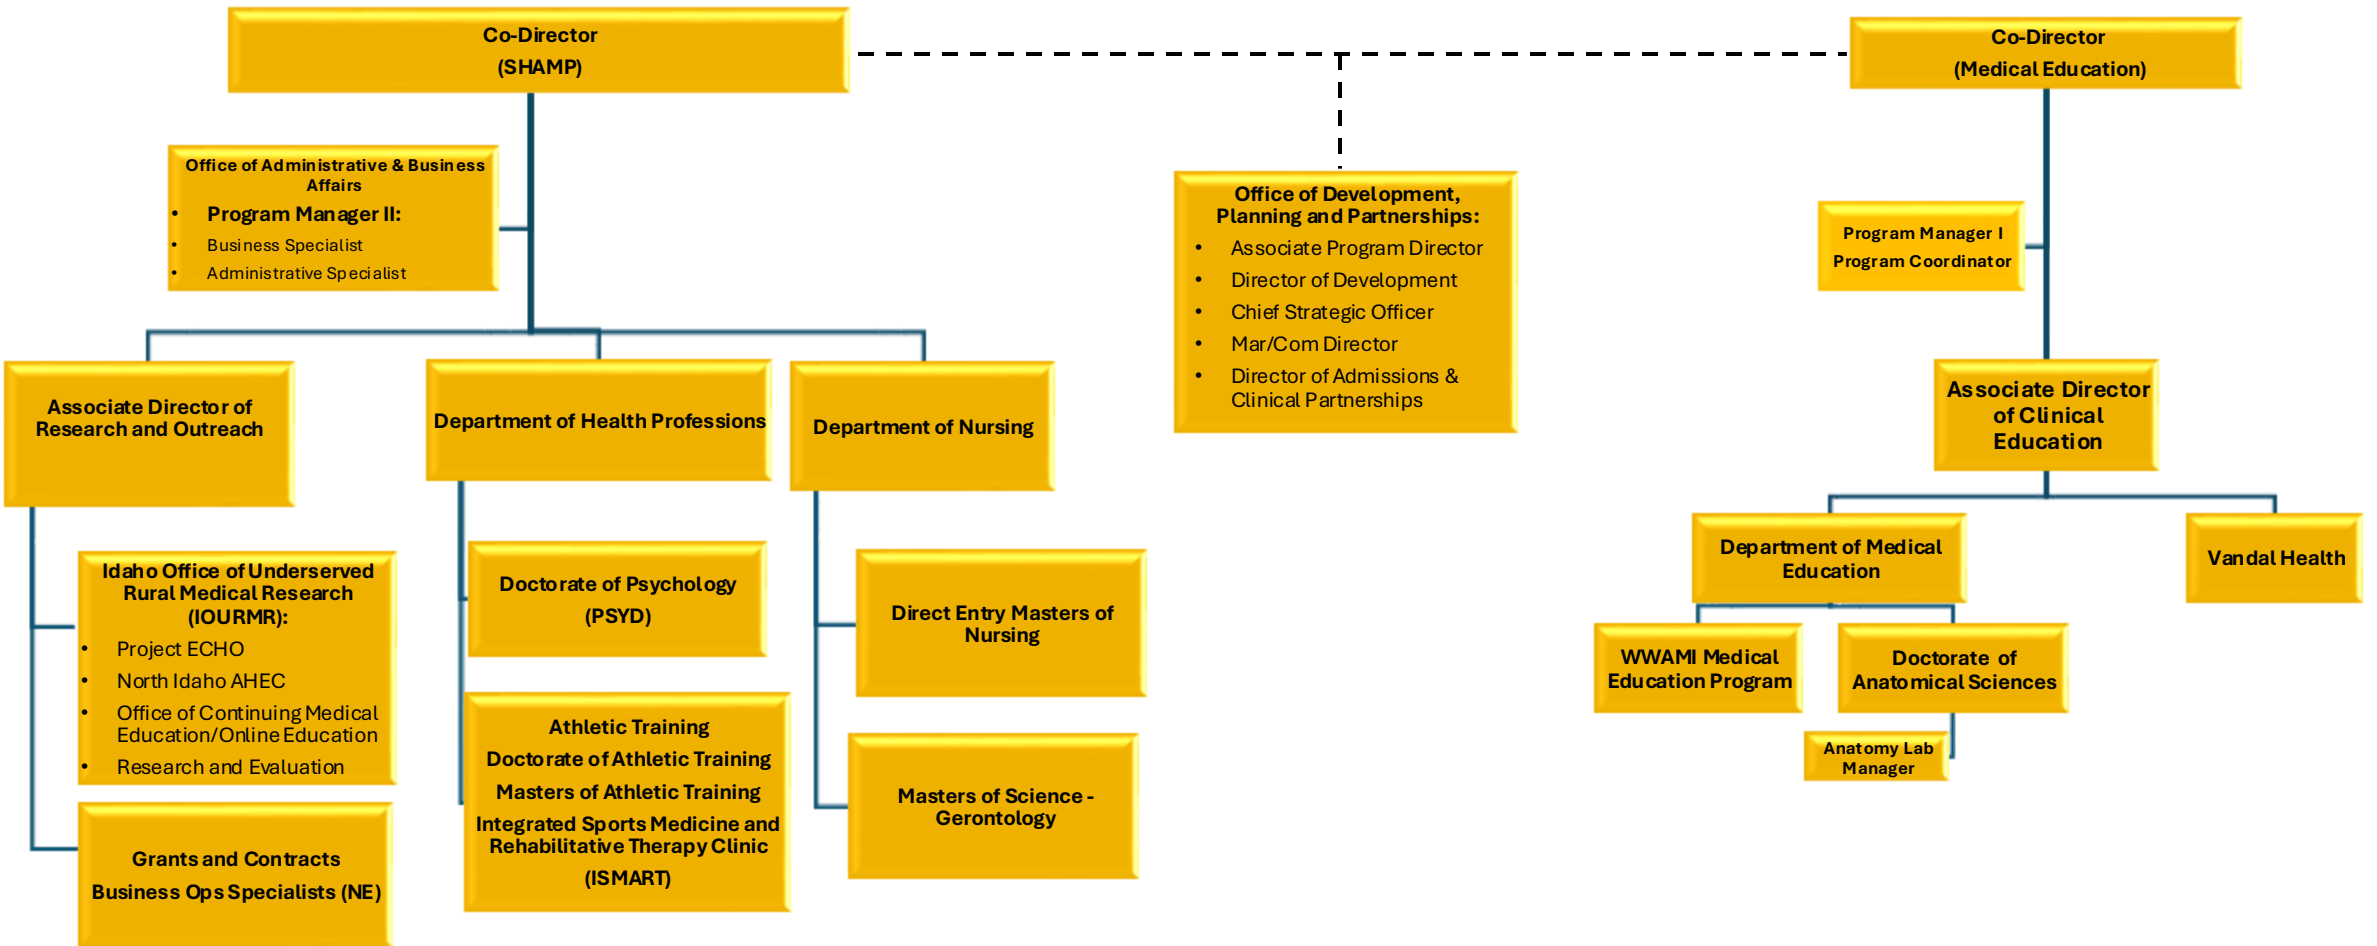 Co-Director
(SHAMP)
Co-Director
(Medical Education)
Office of Administrative & Business
Affairs
• Program Manager II:
• Business Specialist
• Administrative Specialist
Office of Development,
Planning and Partnerships:
• Associate Program Director
• Director of Development
• Chief Strategic Officer
• Mar/Com Director
• Director of Admissions &
Clinical Partnerships
Program Manager I
Program Coordinator
Associate Director of
Research and Outreach
Department of Health Professions
Department of Nursing
Associate Director
of Clinical
Education
Idaho Office of Underserved
Rural Medical Research
(IOURMR):
• Project ECHO
• North Idaho AHEC
• Office of Continuing Medical
Education/Online Education
• Research and Evaluation
Grants and Contracts
Business Ops Specialists (NE)
Doctorate of Psychology
(PSYD)
Athletic Training
Doctorate of Athletic Training
Masters of Athletic Training
Integrated Sports Medicine and
Rehabilitative Therapy Clinic
(ISMART)
Direct Entry Masters of
Nursing
Masters of Science -
Gerontology
Department of Medical
Education
Vandal Health
WWAMI Medical
Education Program
Doctorate of
Anatomical Sciences
Anatomy Lab
Manager